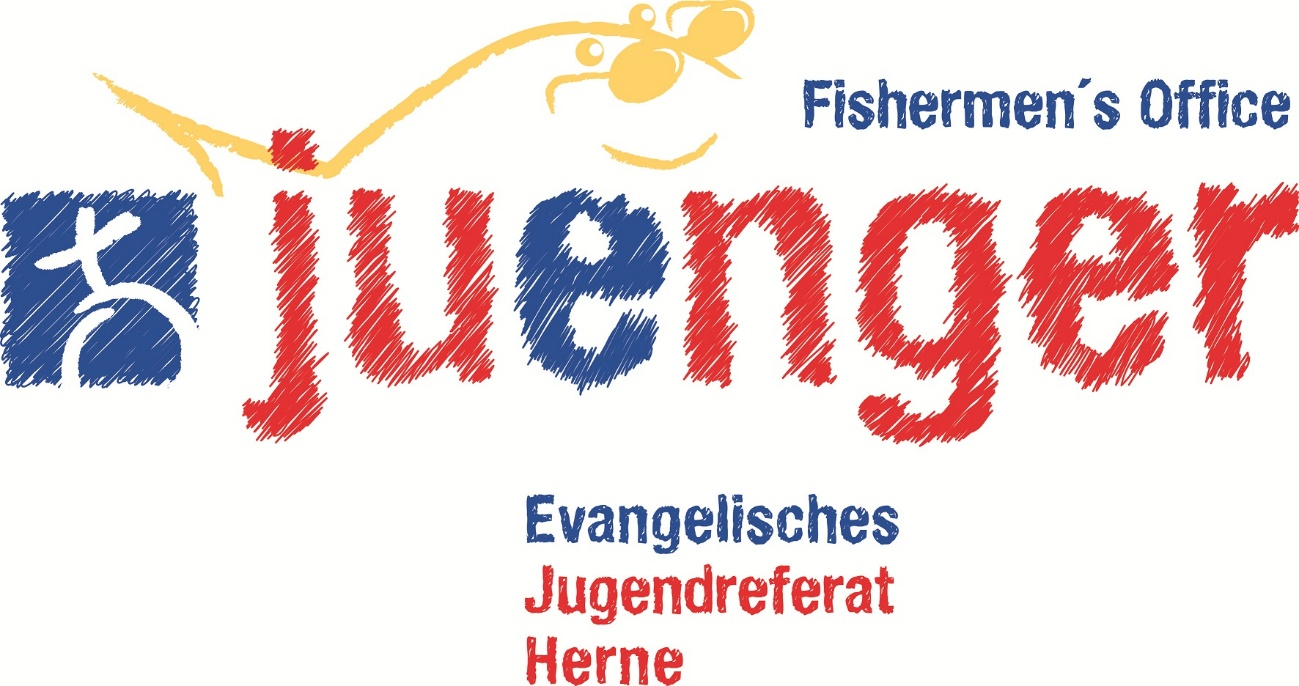 Fishermen´s Office
juenger
Evangelisches
Jugendreferat
Herne